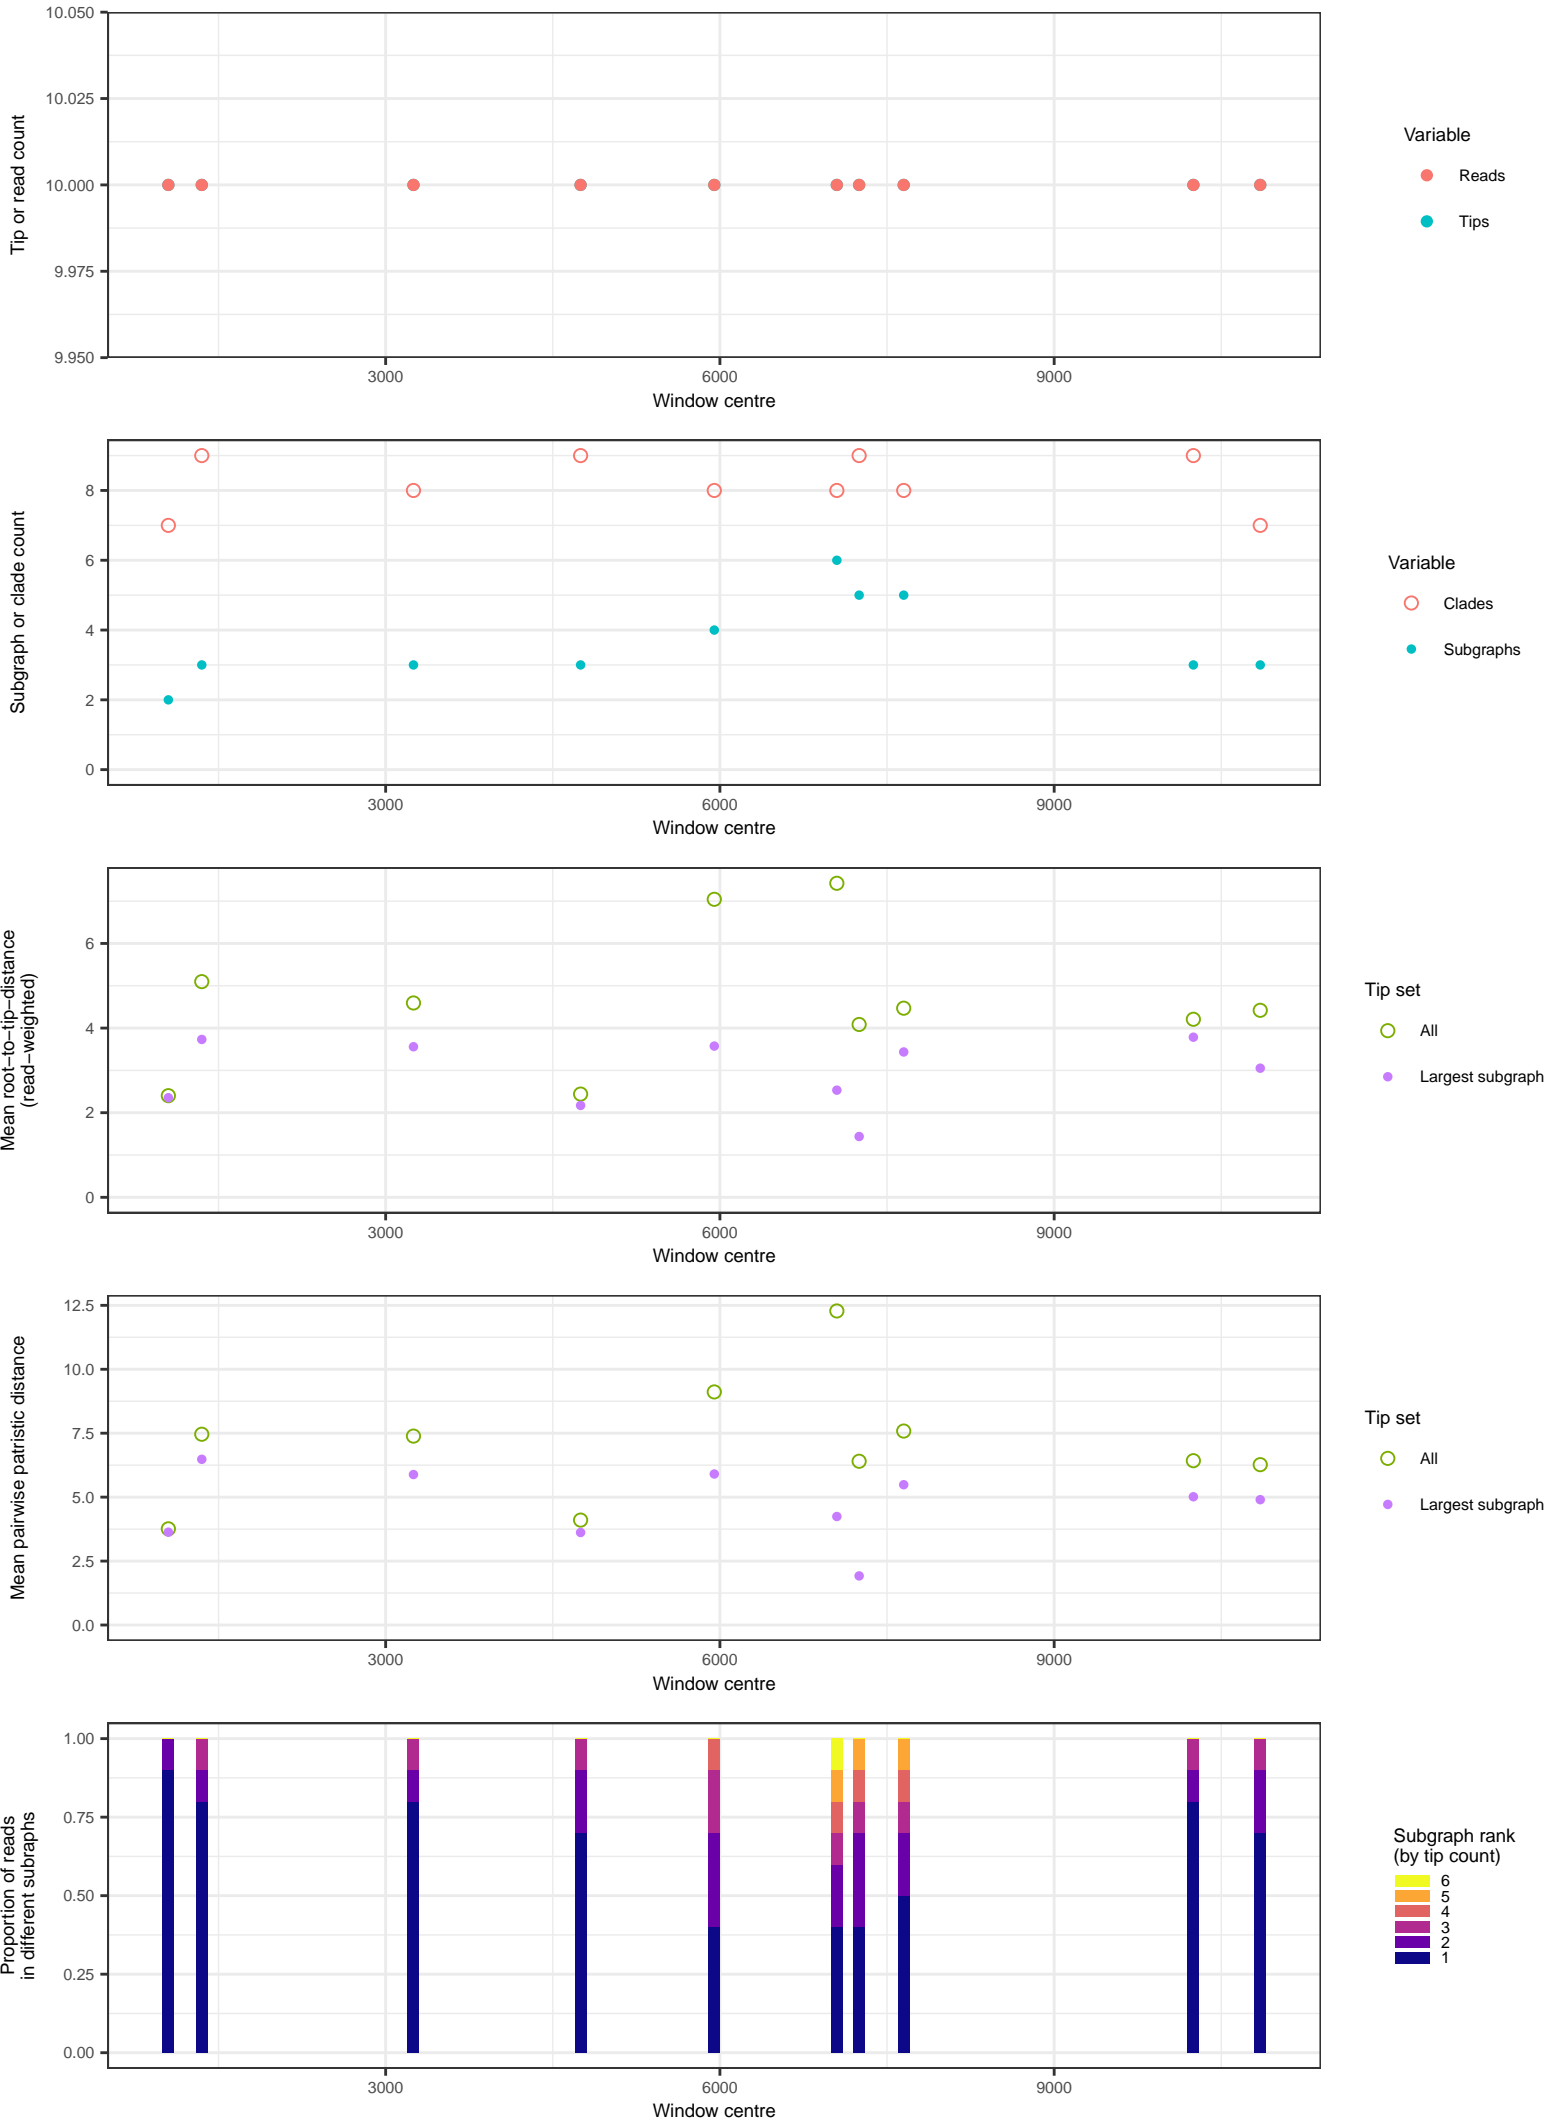 10.050
10.025
10.000
9.975
9.950
Tip or read count
3000
6000
9000
Window centre
Variable
Reads
Tips
8
6
4
2
0
Subgraph or clade count
3000
6000
9000
Window centre
Variable
Clades
Subgraphs
6
4
2
0
Mean root−to−tip−distance
(read−weighted)
3000
6000
9000
Window centre
Tip set
All
Largest subgraph
12.5
10.0
7.5
5.0
2.5
0.0
Mean pairwise patristic distance
3000
6000
9000
Window centre
Tip set
All
Largest subgraph
1.00
0.75
0.50
0.25
0.00
Proportion of reads
in different subraphs
3000
6000
9000
Window centre
Subgraph rank
(by tip count)
6
5
4
3
2
1